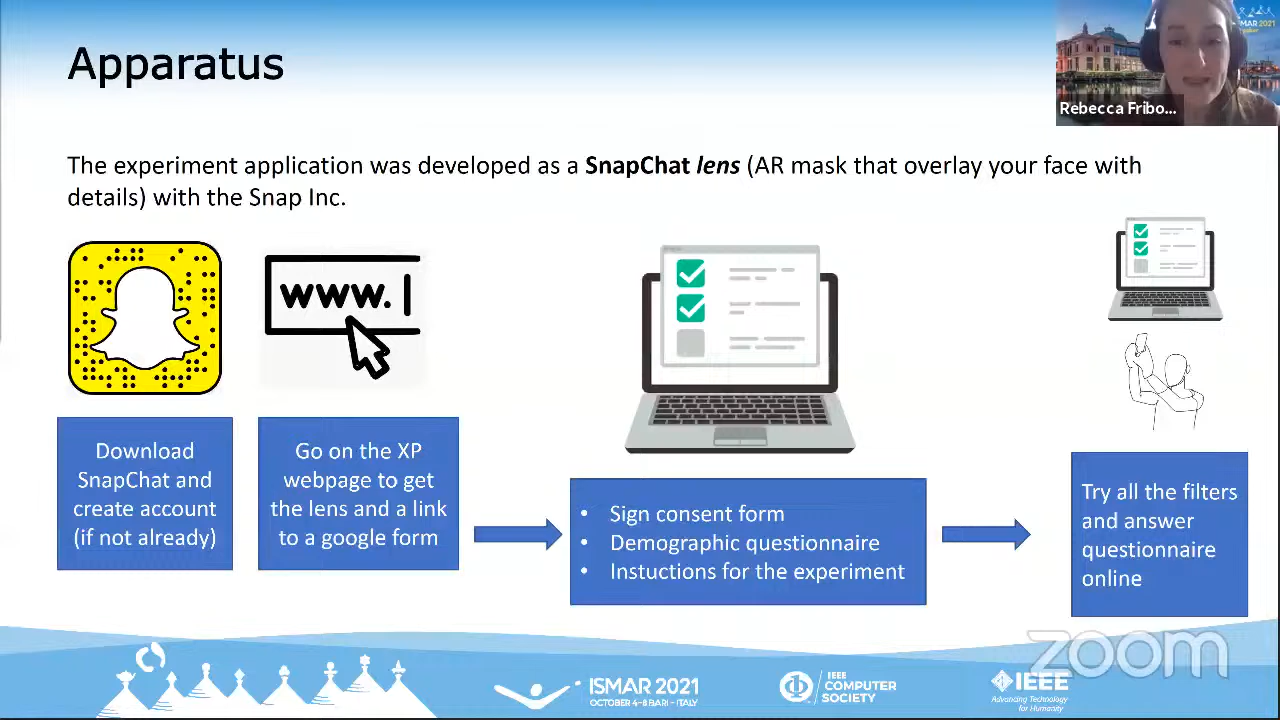 Apparatus
MAR 2021
Rebecca Fribo...
The experiment application was developed as a SnapChat lens (AR mask that overlay your face with
details) with the Snap Inc.
www.
Download
SnapChat and
create account
(if not already)
Go on the XP
webpage to get
the lens and a link
to a google form
• Sign consent form
• Demographic questionnaire
• Instuctions for the experiment
Try all the filters
and answer
questionnaire
online
zoom
ISMAR 2021
OCTOBER 4-8 BARI - ITALY
IEEE
COMPUTER
SOCIETY
IEEE
Advancing Technology
for Humanity